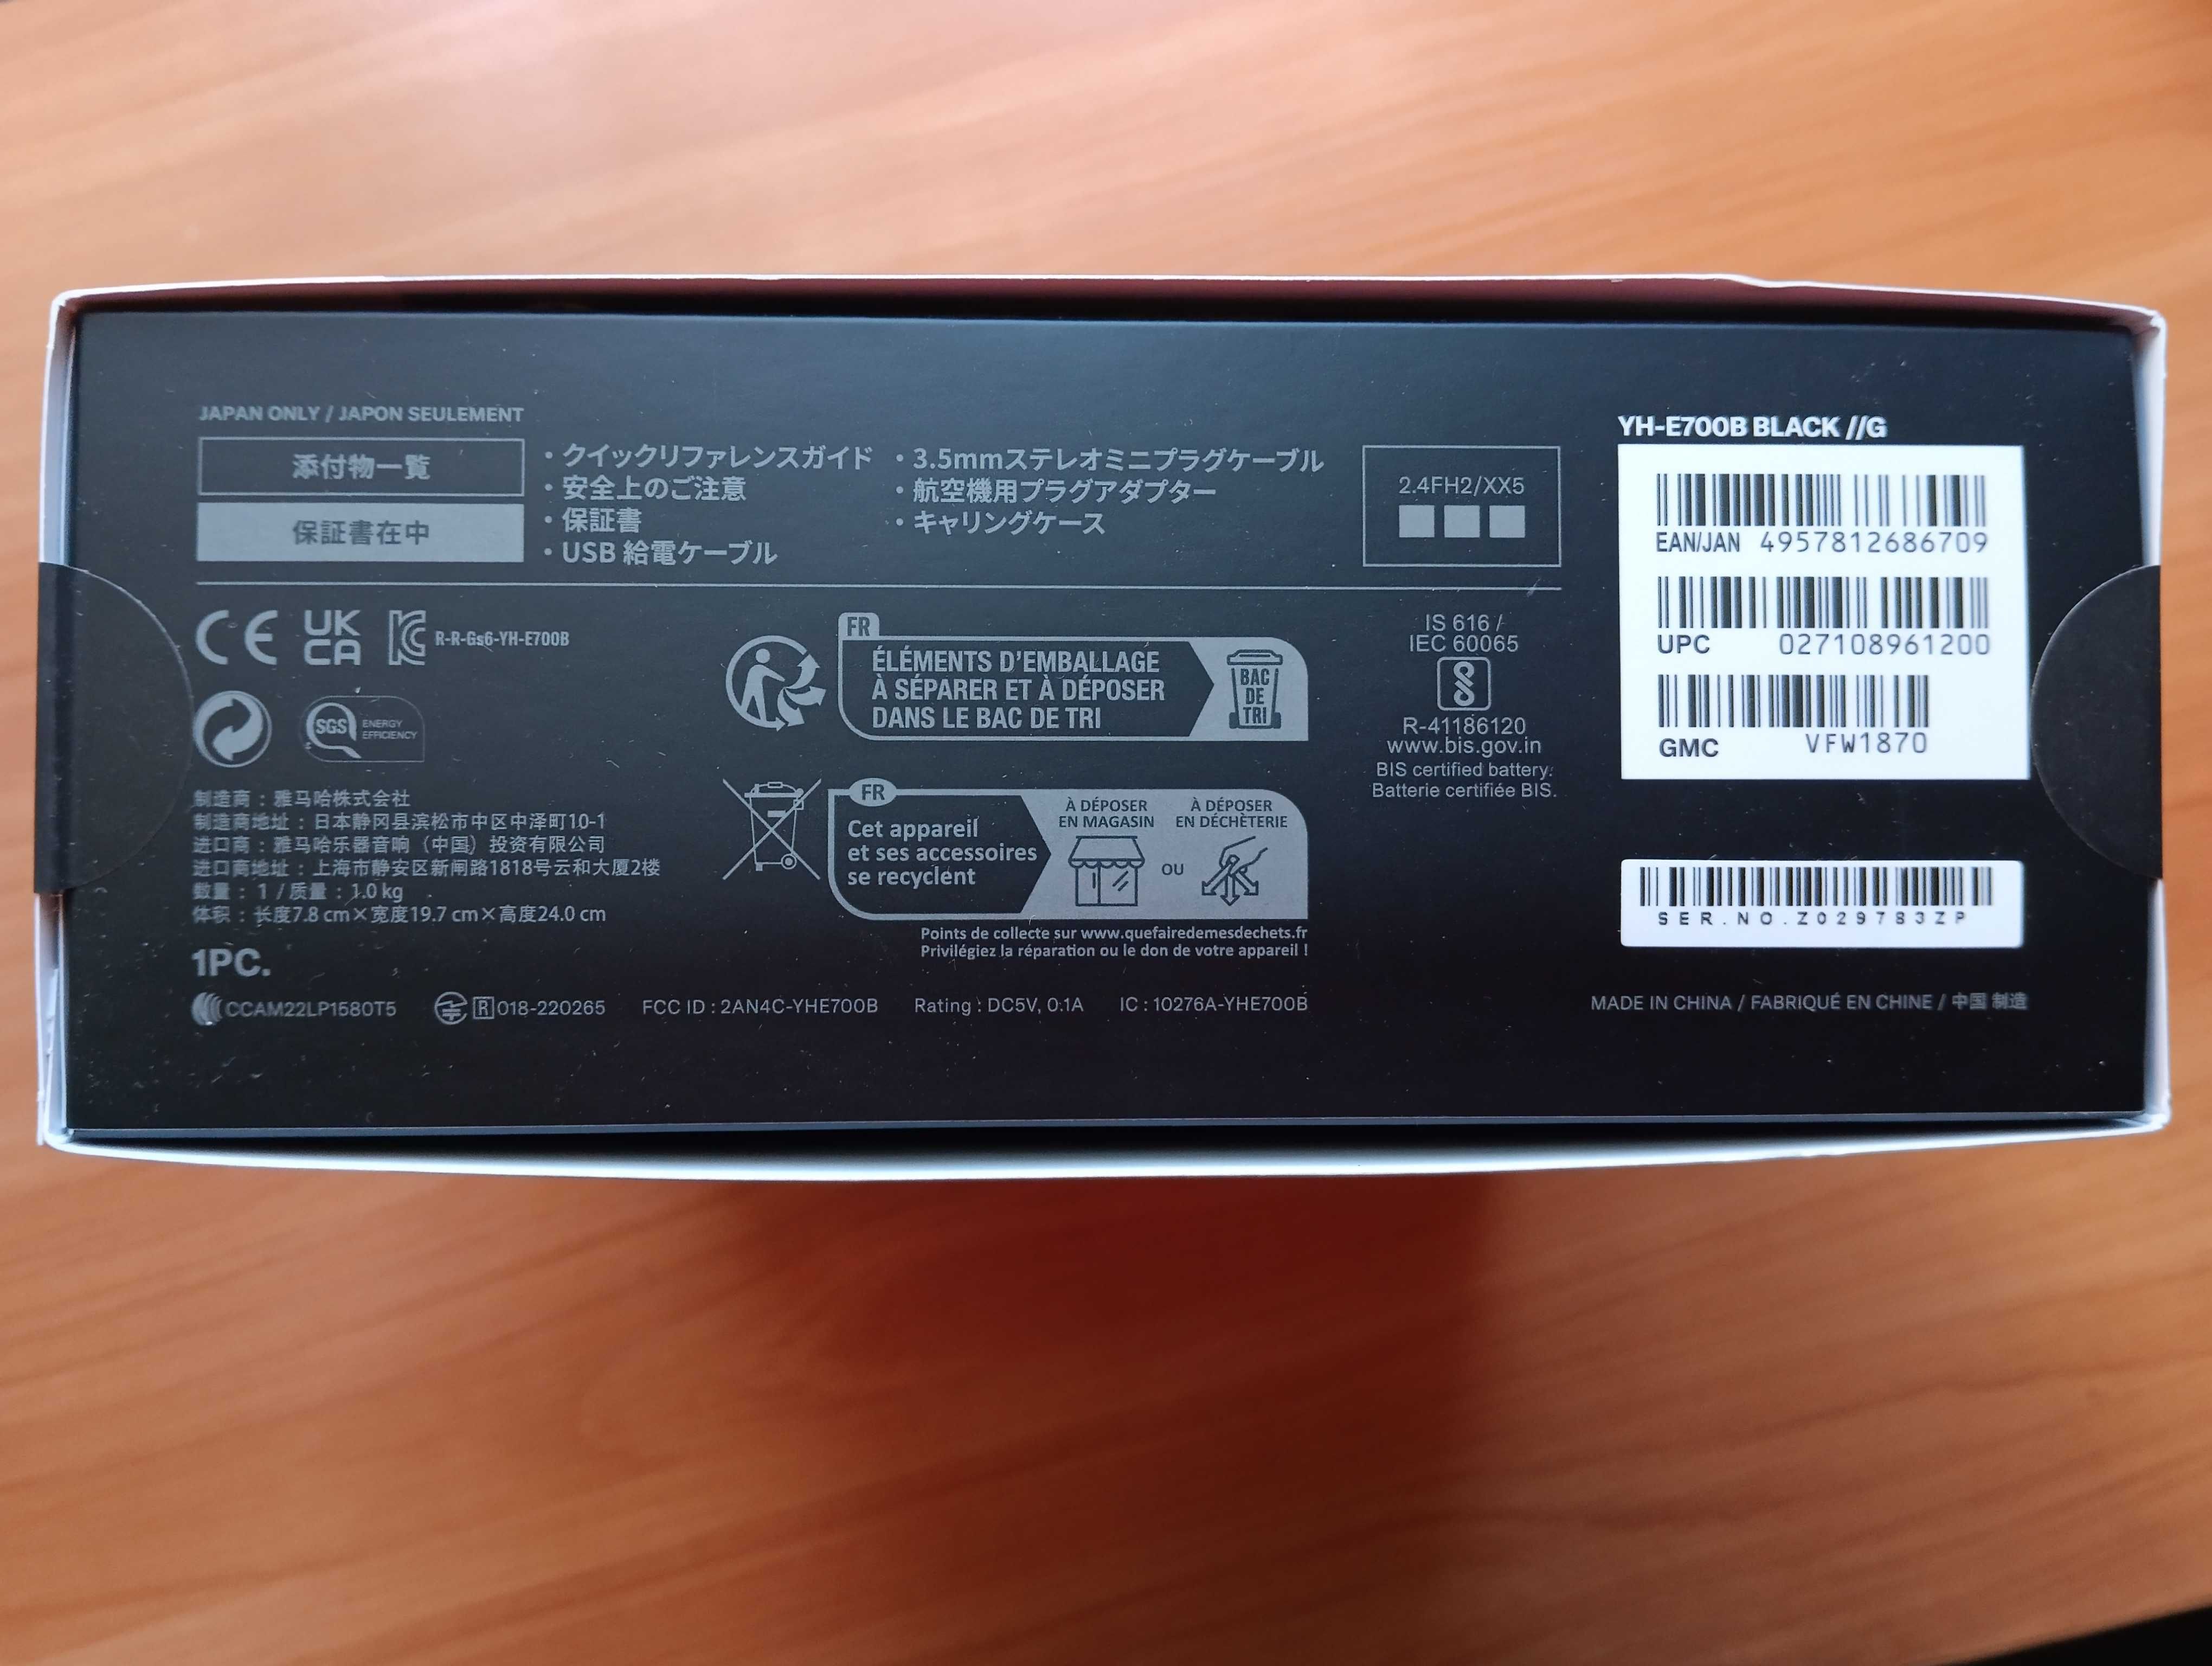 JAPAN ONLY / JAPON SEULEMENT
添付物一覧
保証書在中
・クイックリファレンスガイド
・安全上のご注意
・保証書
・USB 給電ケーブル
・3.5mmステレオミニプラグケーブル
・航空機用プラグアダプター
・キャリングケース
2.4FH2/XX5
CE
UK
CA
R-R-Gs6-YH-E700B
SGS
ENERGY
EFFICIENCY
FR
ÉLÉMENTS D'EMBALLAGE
À SÉPARER ET À DÉPOSER
DANS LE BAC DE TRI
BAC
DE
TRI
IS 616 /
IEC 60065
R-41186120
www.bis.gov.in
BIS certified battery.
Batterie certifiée BIS.
制造商：雅马哈株式会社
制造商地址：日本静冈县滨松市中区中泽町10-1
进口商：雅马哈乐器音响（中国）投资有限公司
进口商地址：上海市静安区新闸路1818号云和大厦2楼
数量：1 / 质量：1.0 kg
体积：长度7.8 cm×宽度19.7 cm×高度24.0 cm
1PC.
FR
Cet appareil
et ses accessoires
se recyclent
À DÉPOSER
EN MAGASIN
OU
À DÉPOSER
EN DÉCHÈTERIE
Points de collecte sur www.quefairedemesdechets.fr
Privilégiez la réparation ou le don de votre appareil !
CCAM22LP1580T5
R 018-220265
FCC ID : 2AN4C-YHE700B
Rating : DC5V, 0.1A
IC : 10276A-YHE700B
YH-E700B BLACK //G
EAN/JAN 4957812686709
UPC 027108961200
GMC VFW1870
SER.NO.Z029783ZP
MADE IN CHINA / FABRIQUÉ EN CHINE / 中国 制造